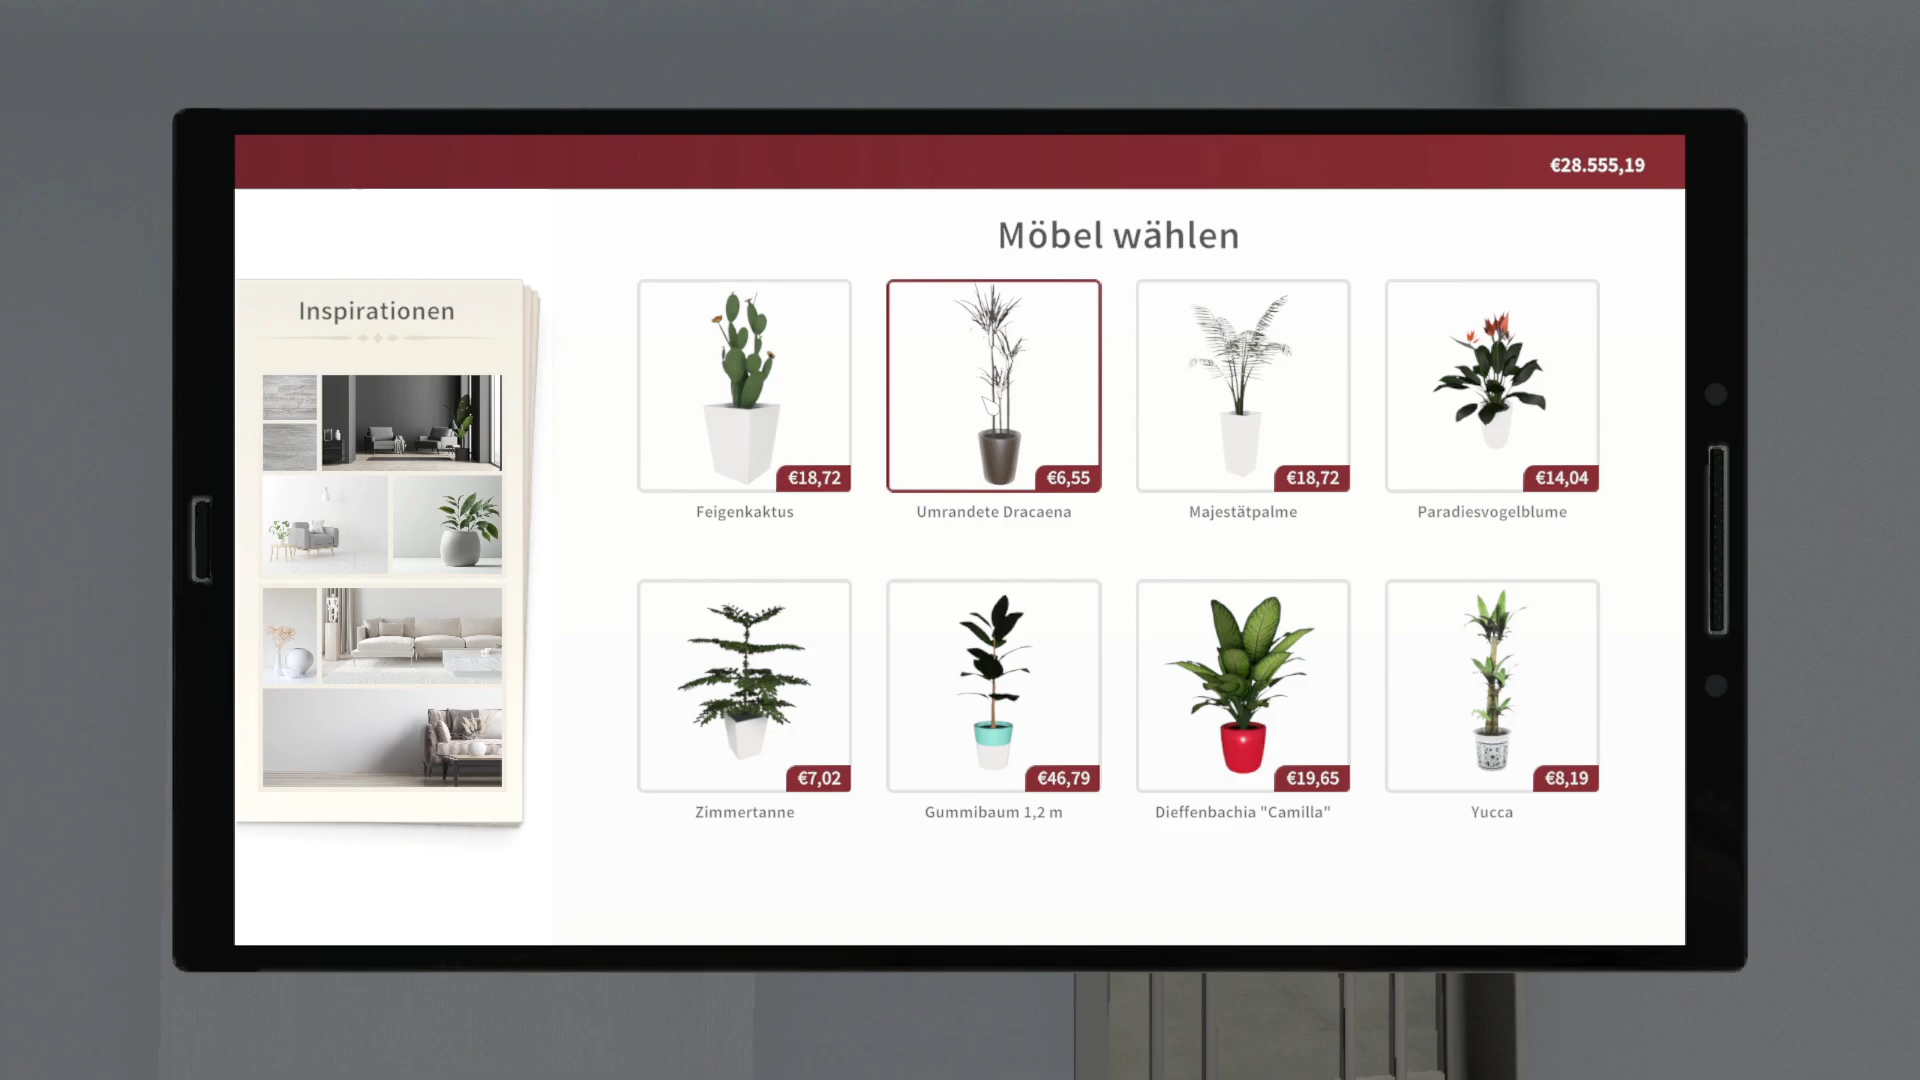 €28.555,19
Möbel wählen
Inspirationen
€18,72
€6,55
€18,72
€14,04
Feigenkaktus
Umrandete Dracaena
Majestätpalme
Paradiesvogelblume
€7,02
€46,79
€19,65
€8,19
Zimmertanne
Gummibaum 1,2 m
Dieffenbachia "Camilla"
Yucca